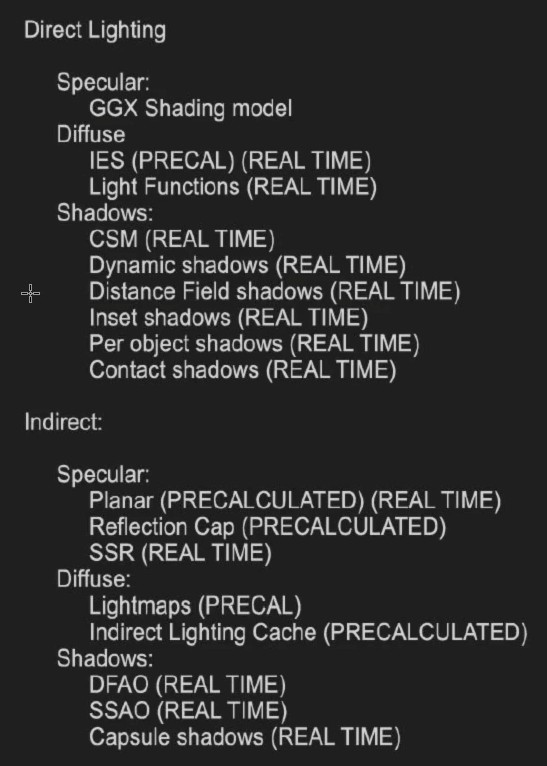 Direct Lighting
Specular:
GGX Shading model
Diffuse
IES (PRECAL) (REAL TIME)
Light Functions (REAL TIME)
Shadows:
CSM (REAL TIME)
Dynamic shadows (REAL TIME)
Distance Field shadows (REAL TIME)
Inset shadows (REAL TIME)
Per object shadows (REAL TIME)
Contact shadows (REAL TIME)
Indirect:
Specular:
Planar (PRECALCULATED) (REAL TIME)
Reflection Cap (PRECALCULATED)
SSR (REAL TIME)
Diffuse:
Lightmaps (PRECAL)
Indirect Lighting Cache (PRECALCULATED)
Shadows:
DFAO (REAL TIME)
SSAO (REAL TIME)
Capsule shadows (REAL TIME)